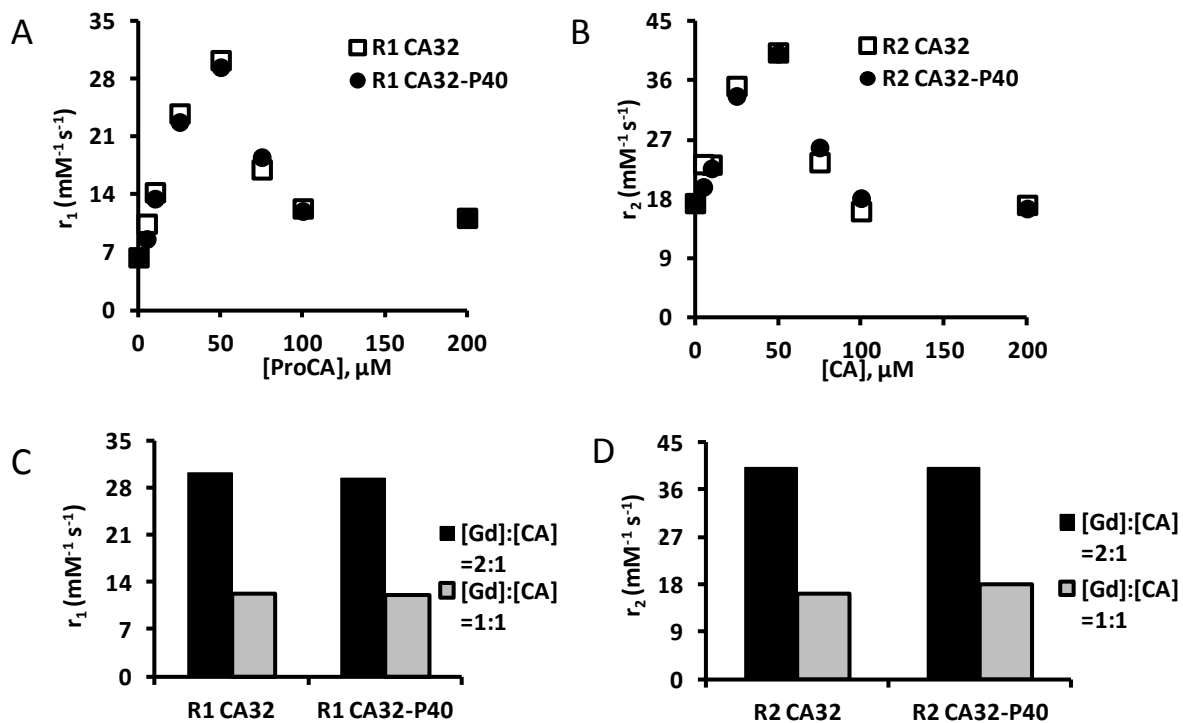 A
35
28
21
14
7
0
r1 (mM-1 s-1)
R1 CA32
R1 CA32-P40
0 50 100 150 200
[ProCA], μM
B
45
36
27
18
9
0
r2 (mM-1 s-1)
R2 CA32
R2 CA32-P40
0 50 100 150 200
[CA], μM
C
35
28
21
14
7
0
r1 (mM-1 s-1)
[Gd]:[CA]
=2:1
[Gd]:[CA]
=1:1
R1 CA32 R1 CA32-P40
D
45
36
27
18
9
0
r2 (mM-1 s-1)
[Gd]:[CA]
=2:1
[Gd]:[CA]
=1:1
R2 CA32 R2 CA32-P40